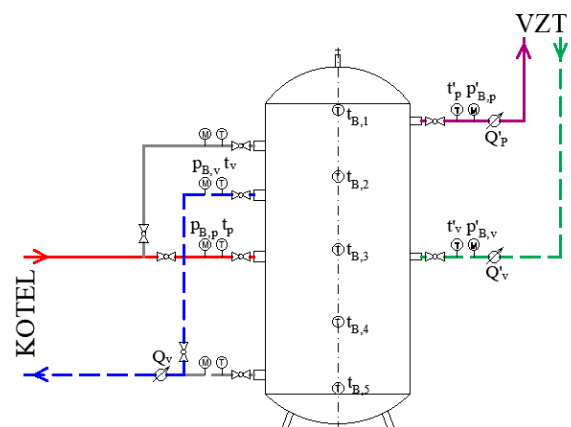 VZT
t'p p'B,p
T M
tB,1
Q'P
M T
pB,v tv
M T
T tB,2
pB,p tp
M T
t'v p'B,v
T M
T tB,3
Q'v
KOTEL
T tB,4
Qv
M T
T tB,5